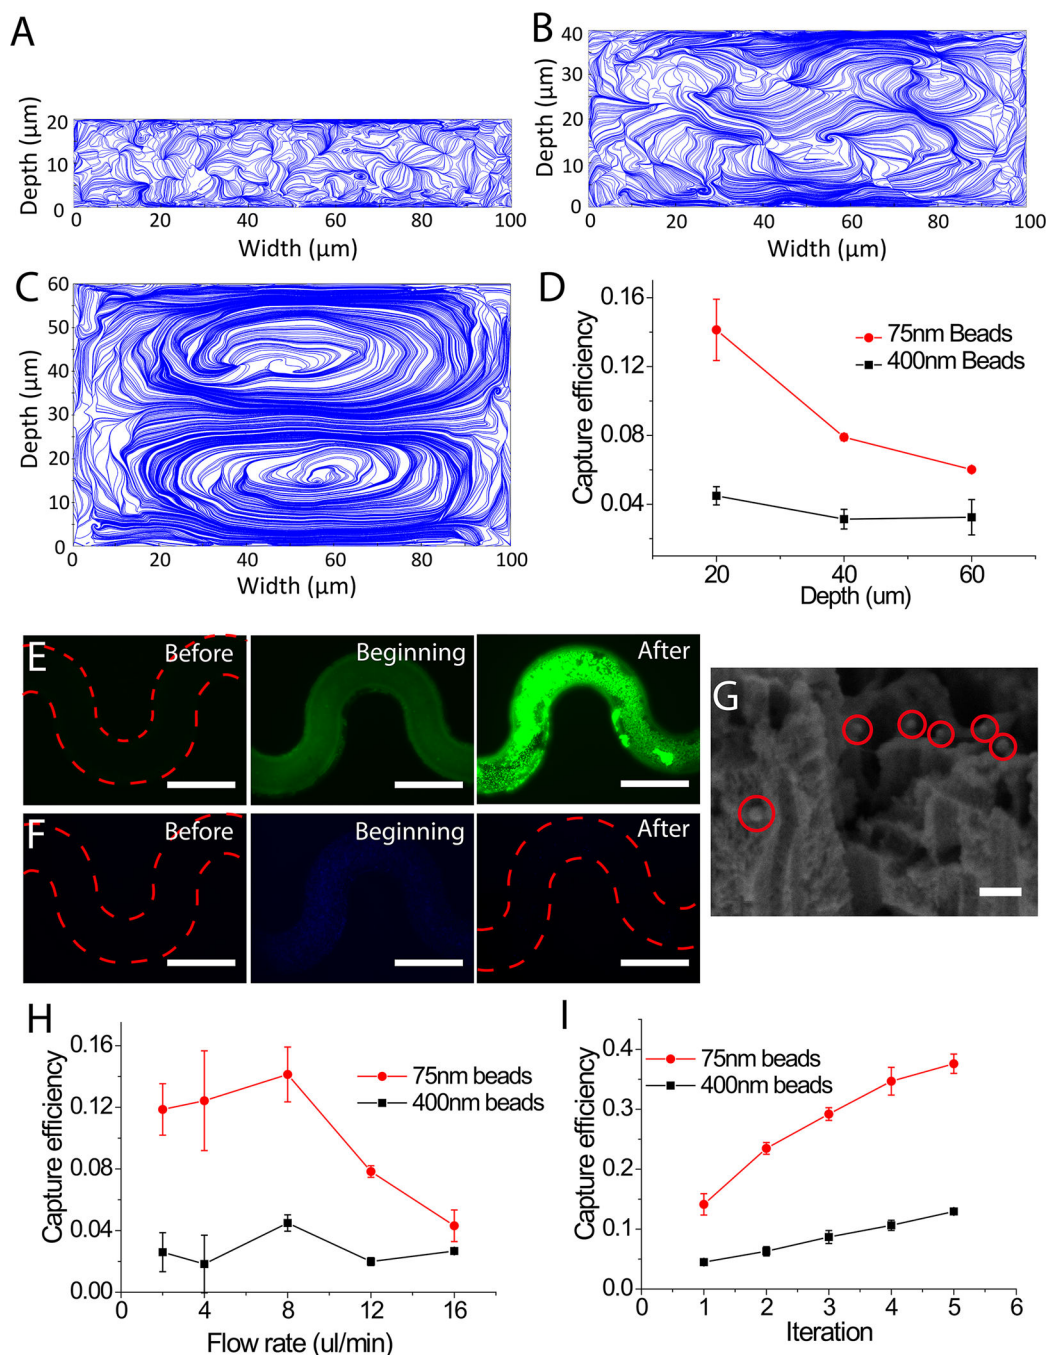 A
Depth (μm)
20
10
0
0 20 40 60 80 100
Width (μm)
B
Depth (μm)
40
30
20
10
0
0 20 40 60 80 100
Width (μm)
C
Depth (μm)
60
50
40
30
20
10
0
0 20 40 60 80 100
Width (μm)
D
Capture efficiency
0.16
0.12
0.08
0.04
75nm Beads
400nm Beads
20 40 60
Depth (um)
E
Before
Beginning
After
F
Before
Beginning
After
G
H
Capture efficiency
0.16
0.12
0.08
0.04
0.00
75nm beads
400nm beads
0 4 8 12 16
Flow rate (ul/min)
I
Capture efficiency
0.4
0.3
0.2
0.1
0.0
75nm beads
400nm beads
0 1 2 3 4 5 6
Iteration